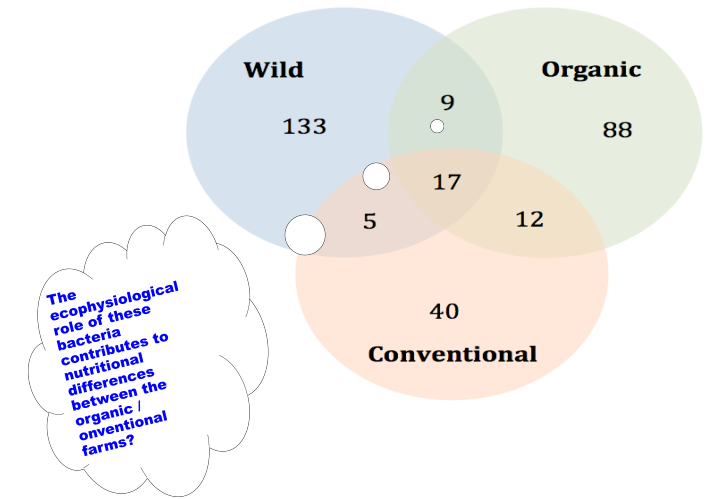 Wild
Organic
9
133
88
17
5
12
40
Conventional
The
ecophysiological
role of these
bacteria
contributes to
nutritional
differences
between the
organic /
onventional
farms?